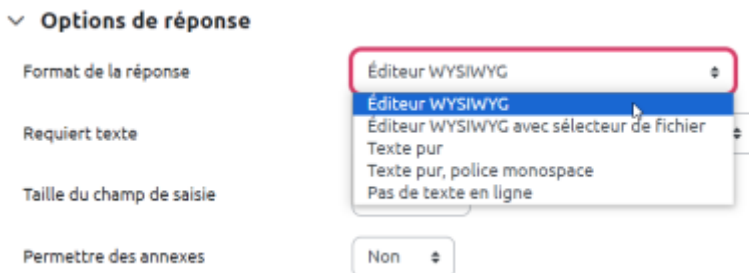 Options de réponse
Format de la réponse
Éditeur WYSIWYG
Éditeur WYSIWYG
Éditeur WYSIWYG avec sélecteur de fichier
Requiert texte
Texte pur
Texte pur, police monospace
Taille du champ de saisie
Pas de texte en ligne
Permettre des annexes
Non